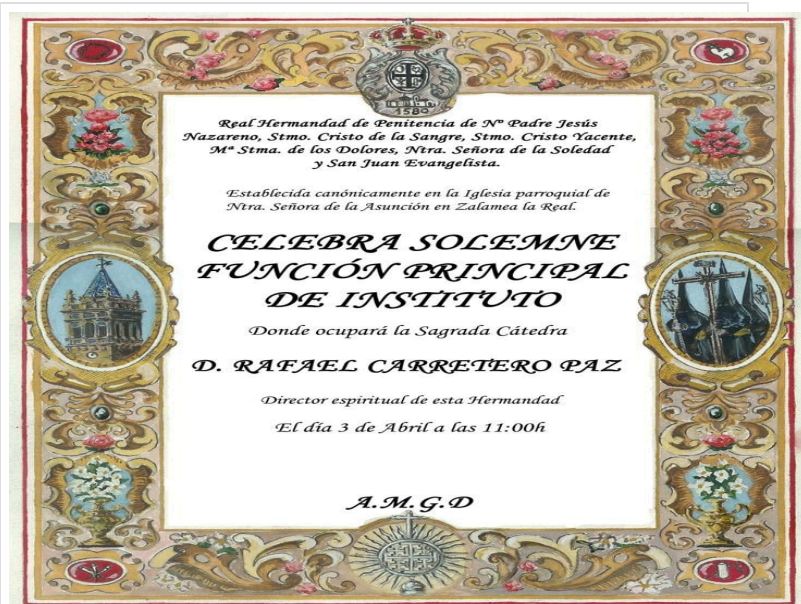 1580
Real Hermandad de Penitencia de Nº Padre Jesús
Nazareno, Stmo. Cristo de la Sangre, Stmo. Cristo Yacente,
Mª Stma. de los Dolores, Ntra. Señora de la Soledad
y San Juan Evangelista.
Establecida canónicamente en la Iglesia parroquial de
Ntra. Señora de la Asunción en Zalamea la Real.
CELEBRA SOLEMNE
FUNCIÓN PRINCIPAL
DE INSTITUTO
Donde ocupará la Sagrada Cátedra
D. RAFAEL CARRETERO PAZ
Director espiritual de esta Hermandad
El día 3 de Abril a las 11:00h
A.M.G.D